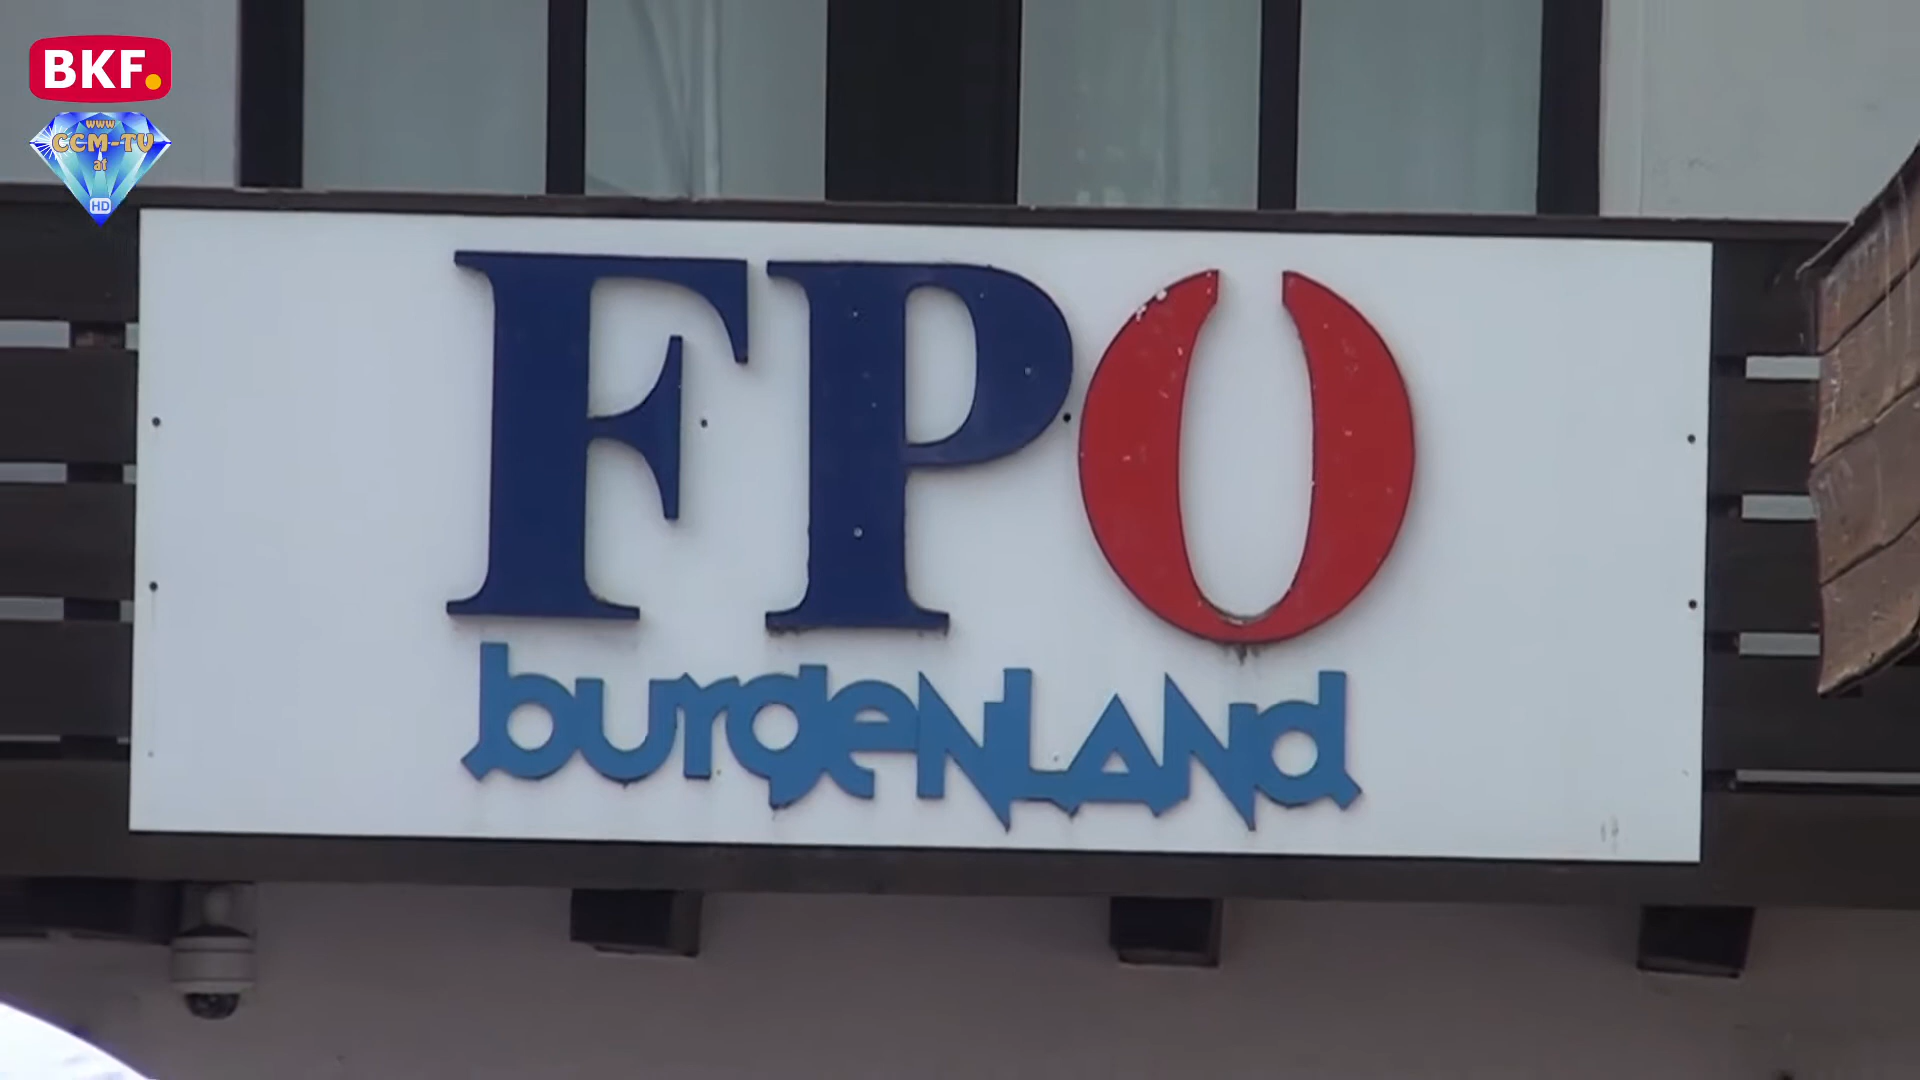 BKF.
www
CCM-TV
at
HD
FPÖ
burgenland